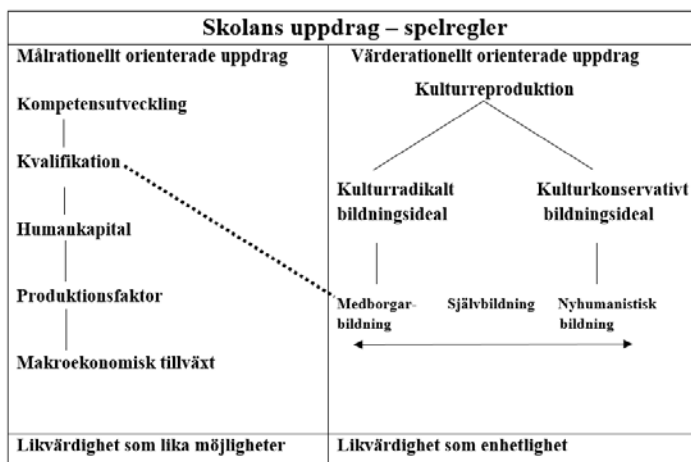 Skolans uppdrag – spelregler
Målrationellt orienterade uppdrag
Kompetensutveckling
Kvalifikation
Humankapital
Produktionsfaktor
Makroekonomisk tillväxt
Likvärdighet som lika möjligheter
Värderationellt orienterade uppdrag
Kulturreproduktion
Kulturradikalt
bildningsideal
Kulturkonservativt
bildningsideal
Medborgar-
bildning
Självbildning
Nyhumanistisk
bildning
Likvärdighet som enhetlighet